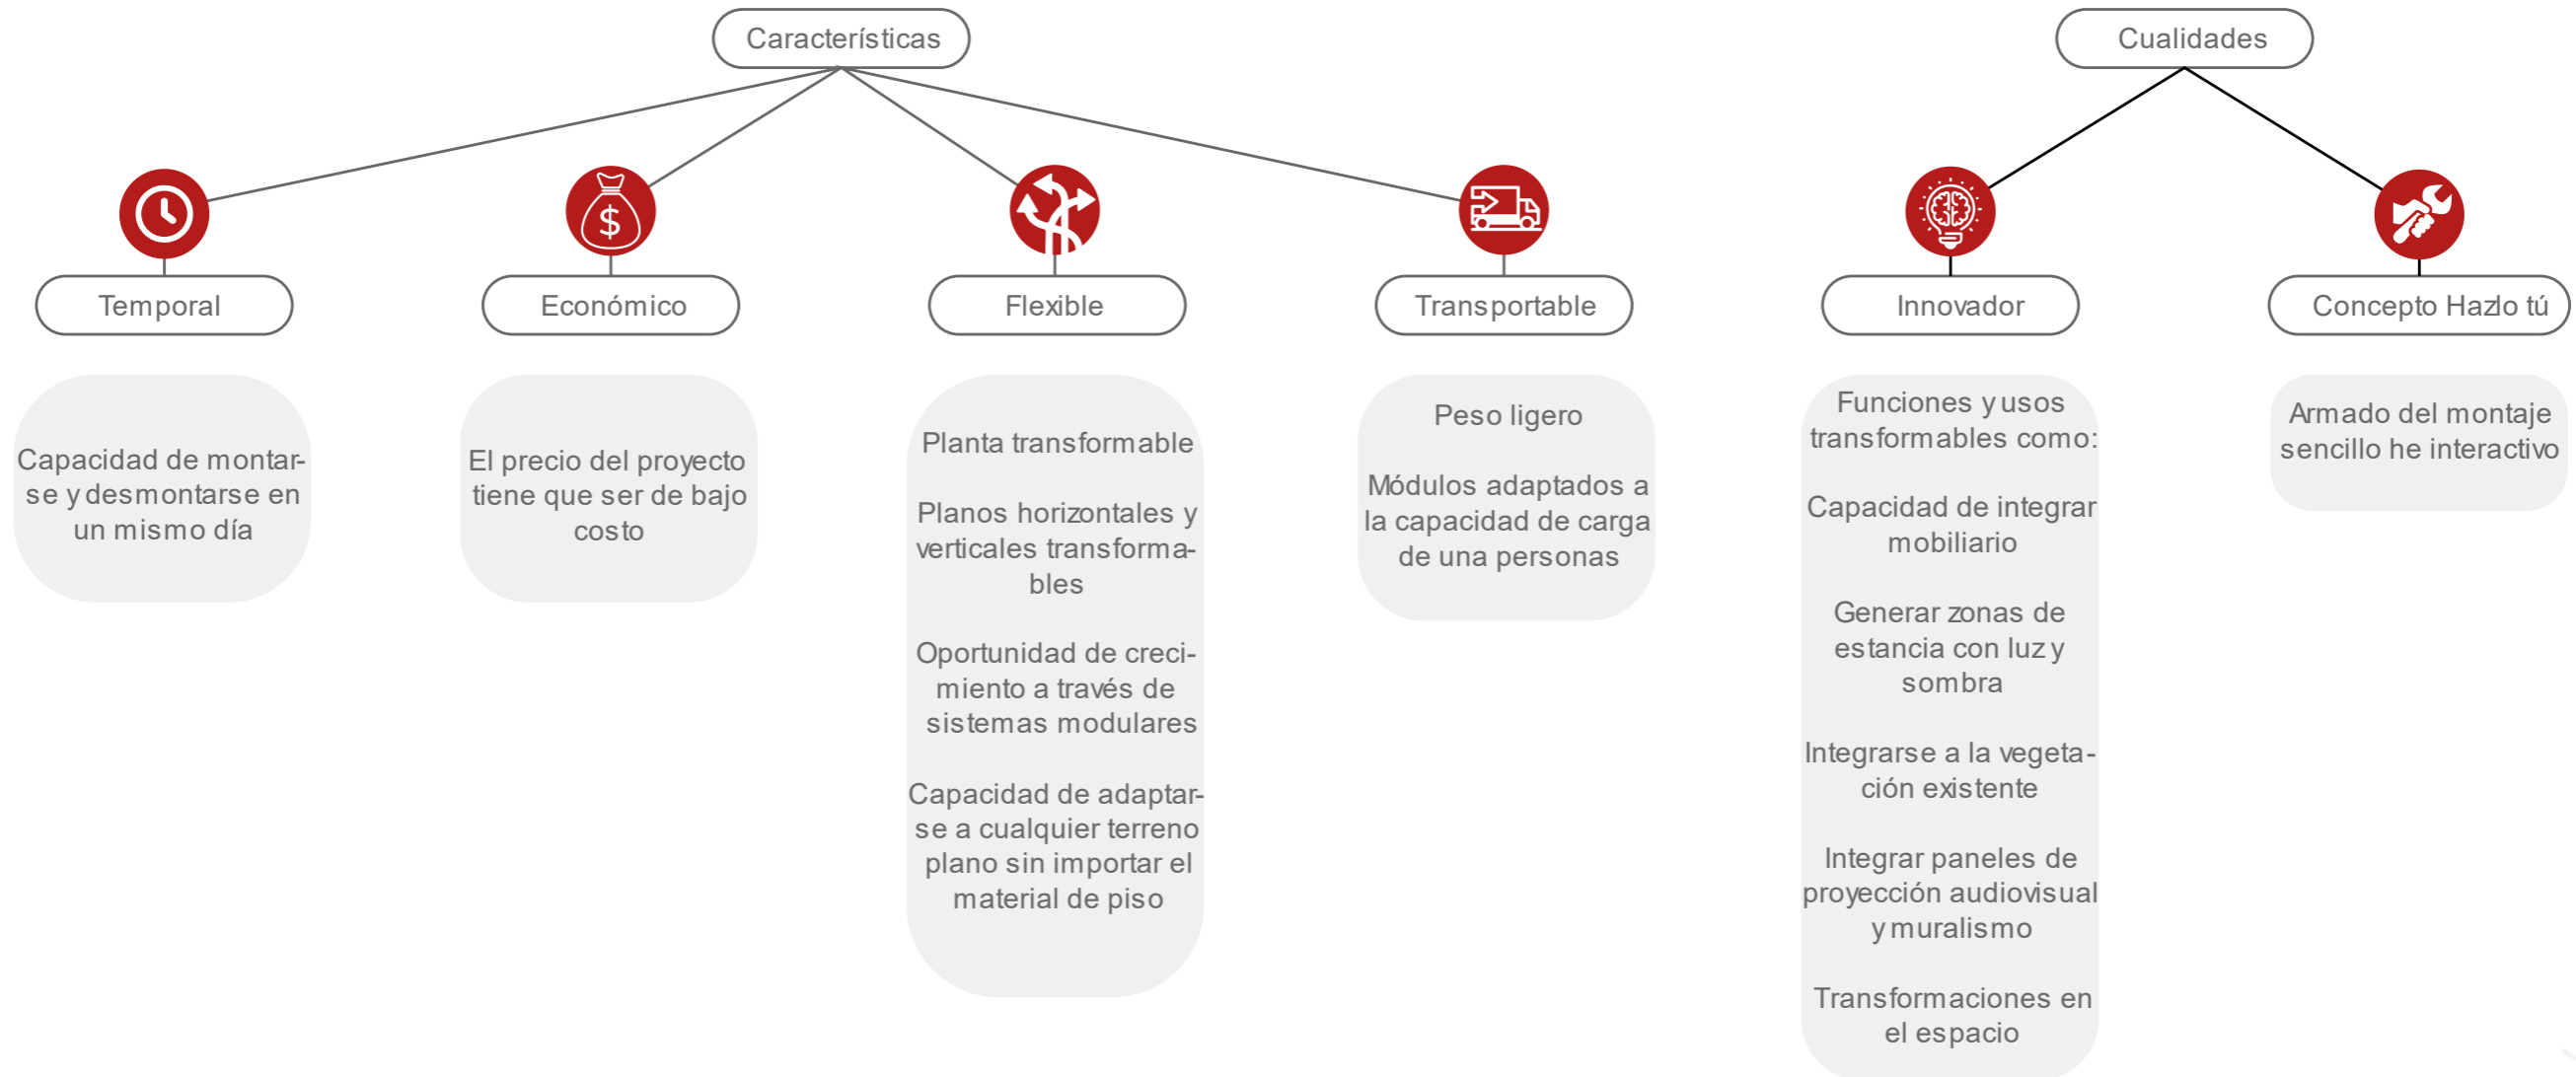 Características
Temporal
Capacidad de montar-
se y desmontarse en
un mismo día
Económico
$
El precio del proyecto
tiene que ser de bajo
costo
Flexible
Planta transformable
Planos horizontales y
verticales transforma-
bles
Oportunidad de creci-
miento a través de
sistemas modulares
Capacidad de adaptar-
se a cualquier terreno
plano sin importar el
material de piso
Transportable
Peso ligero
Módulos adaptados a
la capacidad de carga
de una personas
Cualidades
Innovador
Funciones y usos
transformables como:
Capacidad de integrar
mobiliario
Generar zonas de
estancia con luz y
sombra
Integrarse a la vegeta-
ción existente
Integrar paneles de
proyección audiovisual
y muralismo
Transformaciones en
el espacio
Concepto Hazlo tú
Armado del montaje
sencillo he interactivo